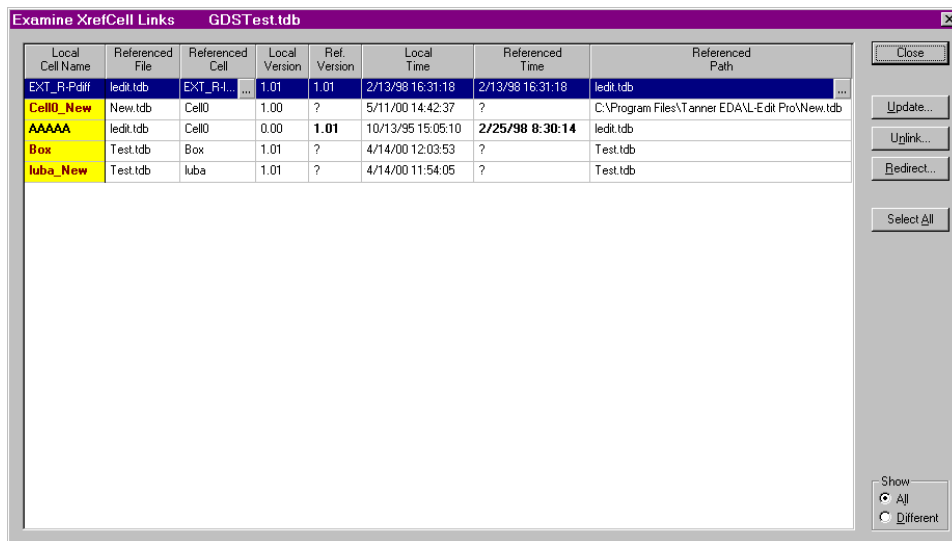 Examine XrefCell Links GDSTest.tdb
Local Cell Name Referenced File Referenced Cell Local Version Ref. Version Local Time Referenced Time Referenced Path
EXT_R-Pdiff ledit.tdb EXT_R-I... ... 1.01 1.01 2/13/98 16:31:18 2/13/98 16:31:18 ledit.tdb ...
Cell0_New New.tdb Cell0 1.00 ? 5/11/00 14:42:37 ? C:\Program Files\Tanner EDA\L-Edit Pro\New.tdb
AAAAA ledit.tdb Cell0 0.00 1.01 10/13/95 15:05:10 2/25/98 8:30:14 ledit.tdb
Box Test.tdb Box 1.01 ? 4/14/00 12:03:53 ? Test.tdb
luba_New Test.tdb luba 1.01 ? 4/14/00 11:54:05 ? Test.tdb
Close
Update...
Unlink...
Redirect...
Select All
Show
All
Different